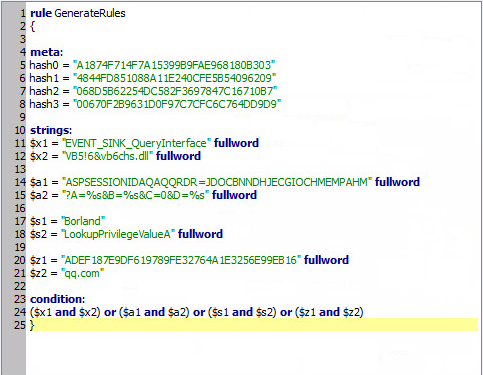 1 rule GenerateRules
2 {
3
4 meta:
5 hash0 = "A1874F714F7A15399B9FAE968180B303"
6 hash1 = "4844FD851088A11E240CFE5B54096209"
7 hash2 = "068D5B62254DC582F3697847C16710B7"
8 hash3 = "00670F2B9631D0F97C7CFC6C764DD9D9"
9
10 strings:
11 $x1 = "EVENT_SINK_QueryInterface" fullword
12 $x2 = "VB5!6&vb6chs.dll" fullword
13
14 $a1 = "ASPSESSIONIDAQAQQRDR=JDOCBNNDHJECGIOCHMEMPAHM" fullword
15 $a2 = "?A=%s&B=%s&C=0&D=%s" fullword
16
17 $s1 = "Borland"
18 $s2 = "LookupPrivilegeValueA" fullword
19
20 $z1 = "ADEF187E9DF619789FE32764A1E3256E99EB16" fullword
21 $z2 = "qq.com"
22
23 condition:
24 ($x1 and $x2) or ($a1 and $a2) or ($s1 and $s2) or ($z1 and $z2)
25 }